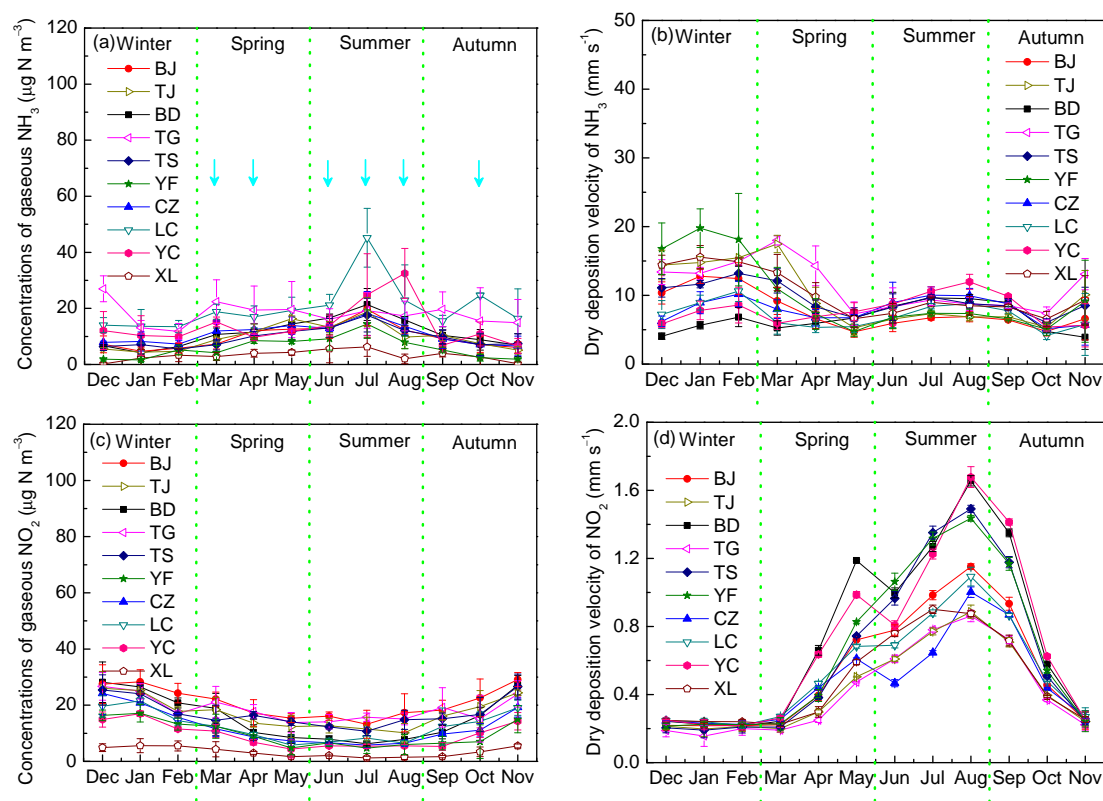 (a) Winter Spring Summer Autumn
Concentrations of gaseous NH₃ (µg N m⁻³)
120
100
80
60
40
20
0
BJ
TJ
BD
TG
TS
YF
CZ
LC
YC
XL
Dec Jan Feb Mar Apr May Jun Jul Aug Sep Oct Nov
(b) Winter Spring Summer Autumn
Dry deposition velocity of NH₃ (mm s⁻¹)
50
40
30
20
10
0
BJ
TJ
BD
TG
TS
YF
CZ
LC
YC
XL
Dec Jan Feb Mar Apr May Jun Jul Aug Sep Oct Nov
(c) Winter Spring Summer Autumn
Concentrations of gaseous NO₂ (µg N m⁻³)
120
100
80
60
40
20
0
BJ
TJ
BD
TG
TS
YF
CZ
LC
YC
XL
Dec Jan Feb Mar Apr May Jun Jul Aug Sep Oct Nov
(d) Winter Spring Summer Autumn
Dry deposition velocity of NO₂ (mm s⁻¹)
2.0
1.6
1.2
0.8
0.4
0.0
BJ
TJ
BD
TG
TS
YF
CZ
LC
YC
XL
Dec Jan Feb Mar Apr May Jun Jul Aug Sep Oct Nov